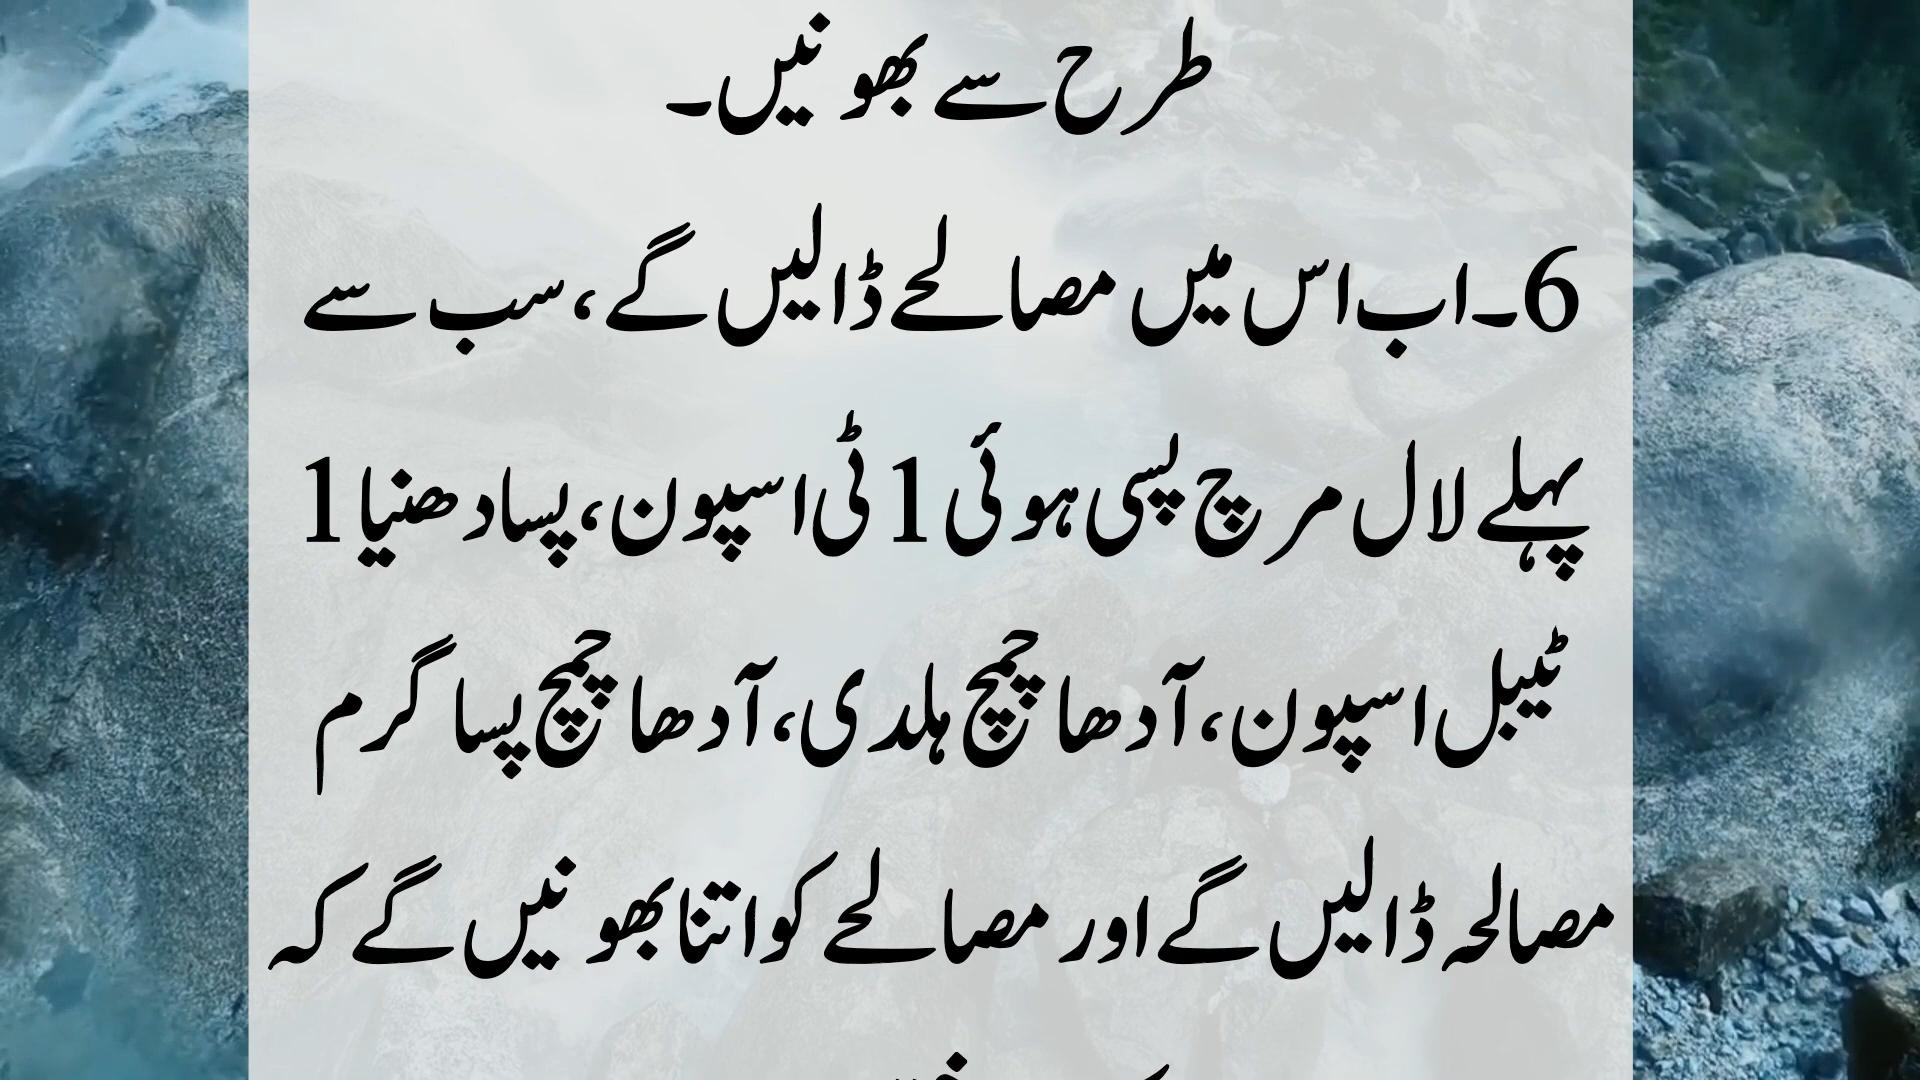 طرح سے بھونیں۔
6۔اب اس میں مصالحے ڈالیں گے، سب سے
پہلے لال مرچ پسی ہوئی 1 ٹی اسپون، پسا دھنیا 1
ٹیبل اسپون، آدھا چمچ ہلدی، آدھا چمچ پسا گرم
مصالحہ ڈالیں گے اور مصالحے کو اتنا بھونیں گے کہ